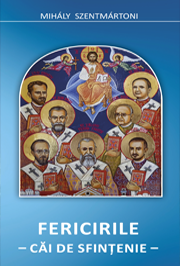 MIHÁLY SZENTMÁRTONI
FERICIRILE
– CĂI DE SFINȚENIE –